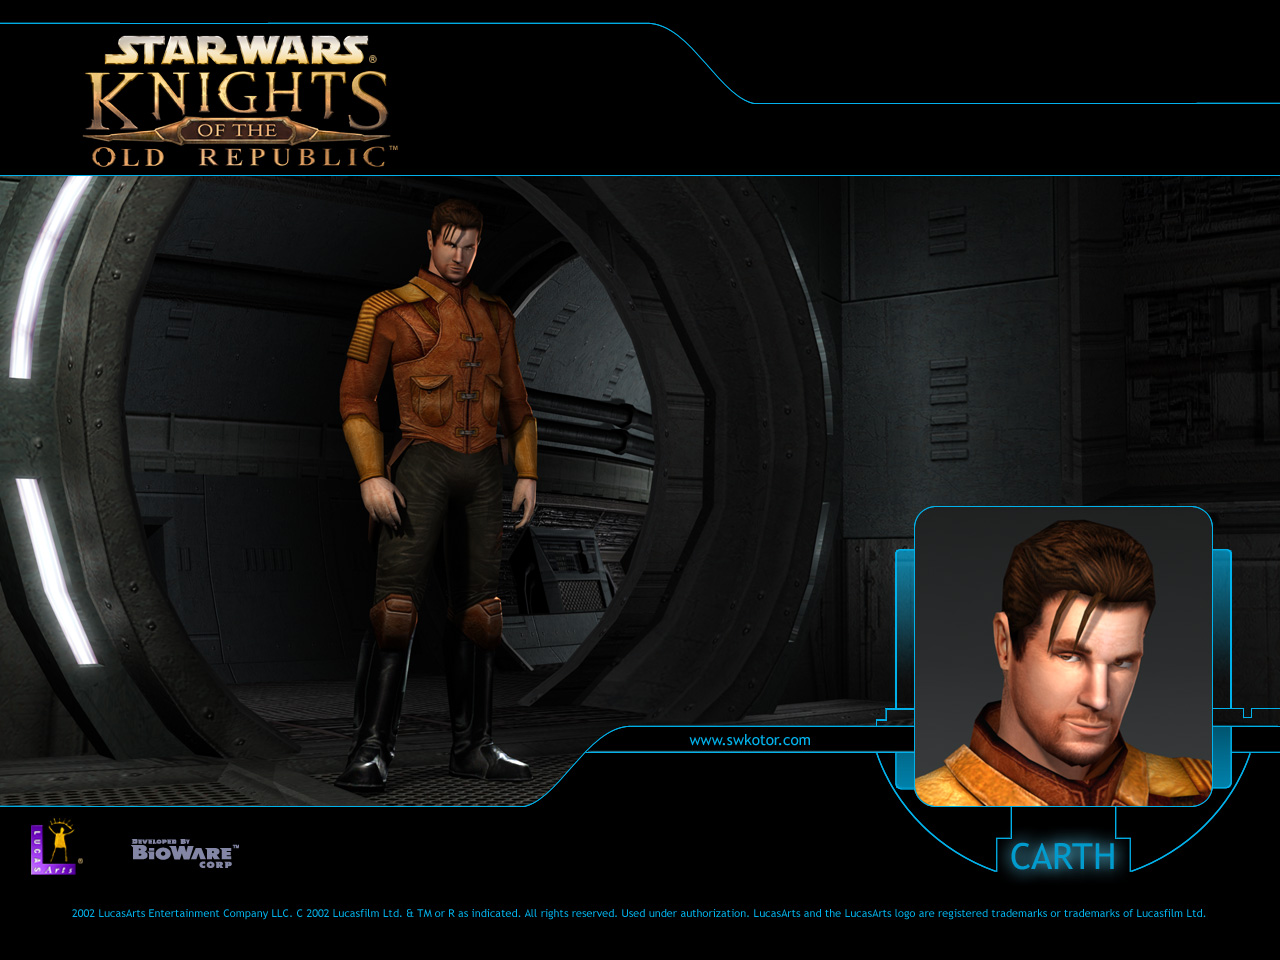 STAR WARS®
KNIGHTS
OF THE
OLD REPUBLIC™
www.swkotor.com
LUCAS Arts ®
DEVELOPED BY
BIOWARE™
CORP
CARTH
2002 LucasArts Entertainment Company LLC. C 2002 Lucasfilm Ltd. & TM or R as indicated. All rights reserved. Used under authorization. LucasArts and the LucasArts logo are registered trademarks or trademarks of Lucasfilm Ltd.